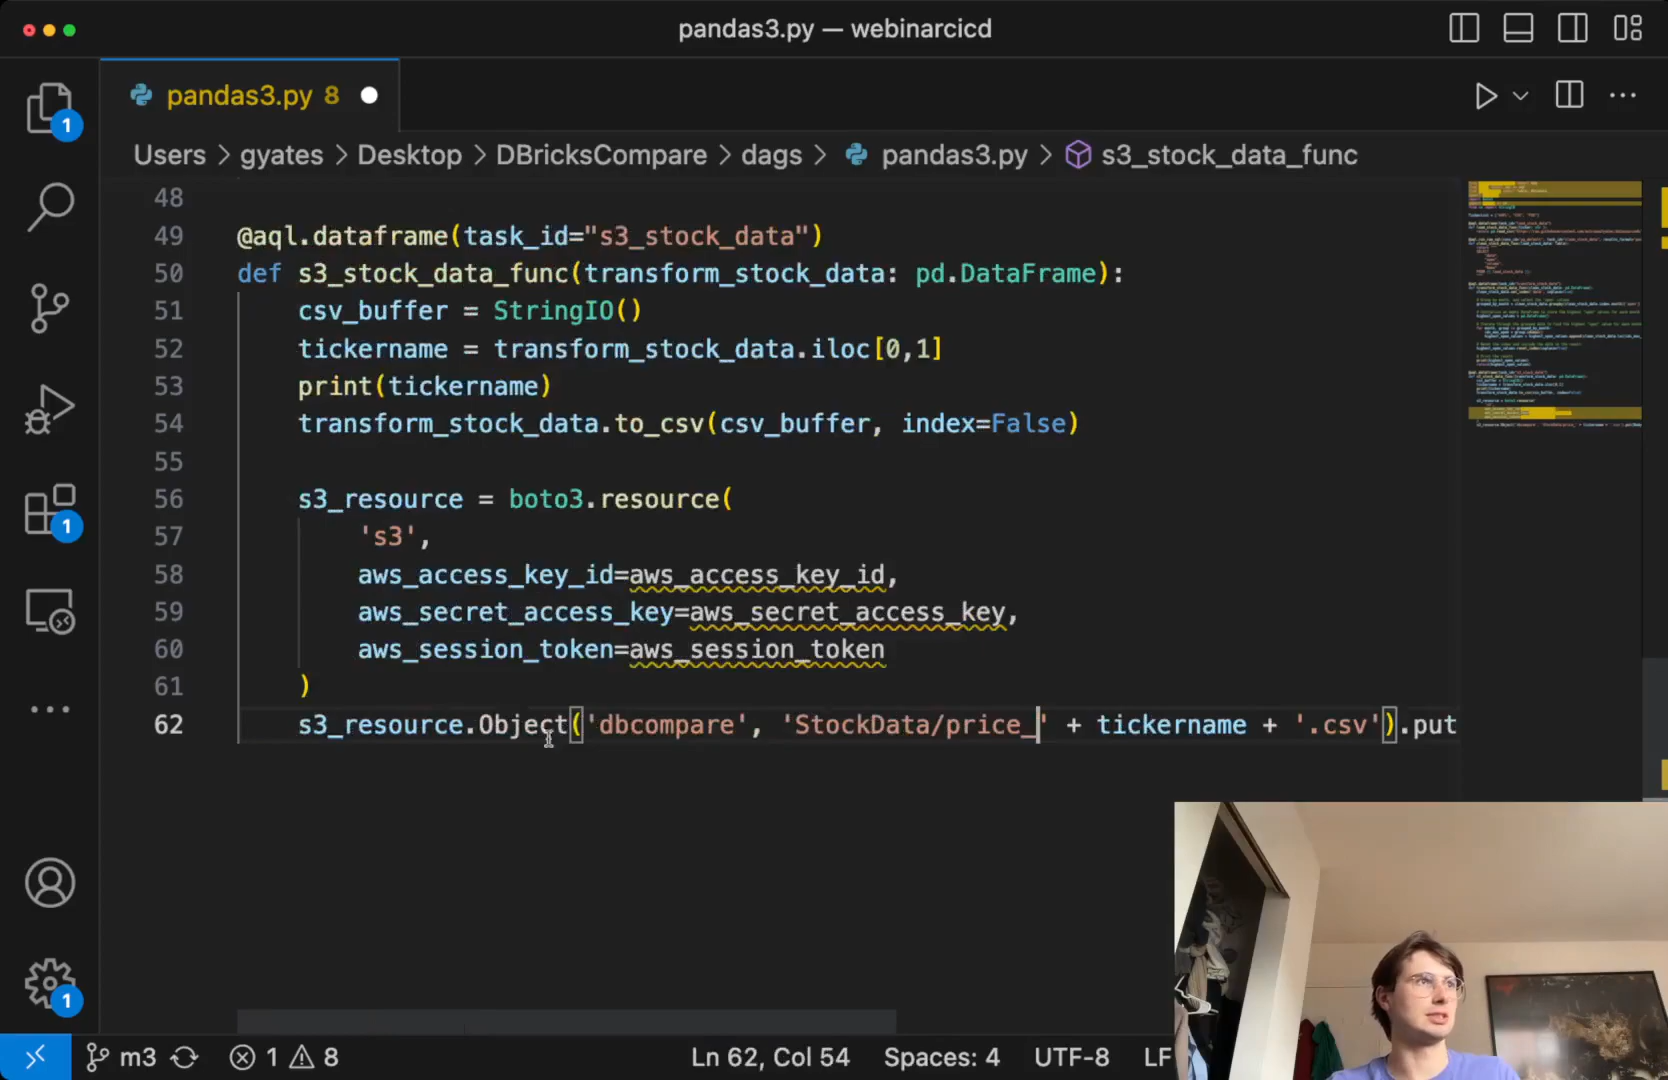 pandas3.py — webinarcicd
pandas3.py 8
Users > gyates > Desktop > DBricksCompare > dags > pandas3.py > s3_stock_data_func
48
49 @aql.dataframe(task_id="s3_stock_data")
50 def s3_stock_data_func(transform_stock_data: pd.DataFrame):
51 csv_buffer = StringIO()
52 tickername = transform_stock_data.iloc[0,1]
53 print(tickername)
54 transform_stock_data.to_csv(csv_buffer, index=False)
55
56 s3_resource = boto3.resource(
57 's3',
58 aws_access_key_id=aws_access_key_id,
59 aws_secret_access_key=aws_secret_access_key,
60 aws_session_token=aws_session_token
61 )
62 s3_resource.Object('dbcompare', 'StockData/price_' + tickername + '.csv').put
1
1
1
m3 1 8 Ln 62, Col 54 Spaces: 4 UTF-8 LF